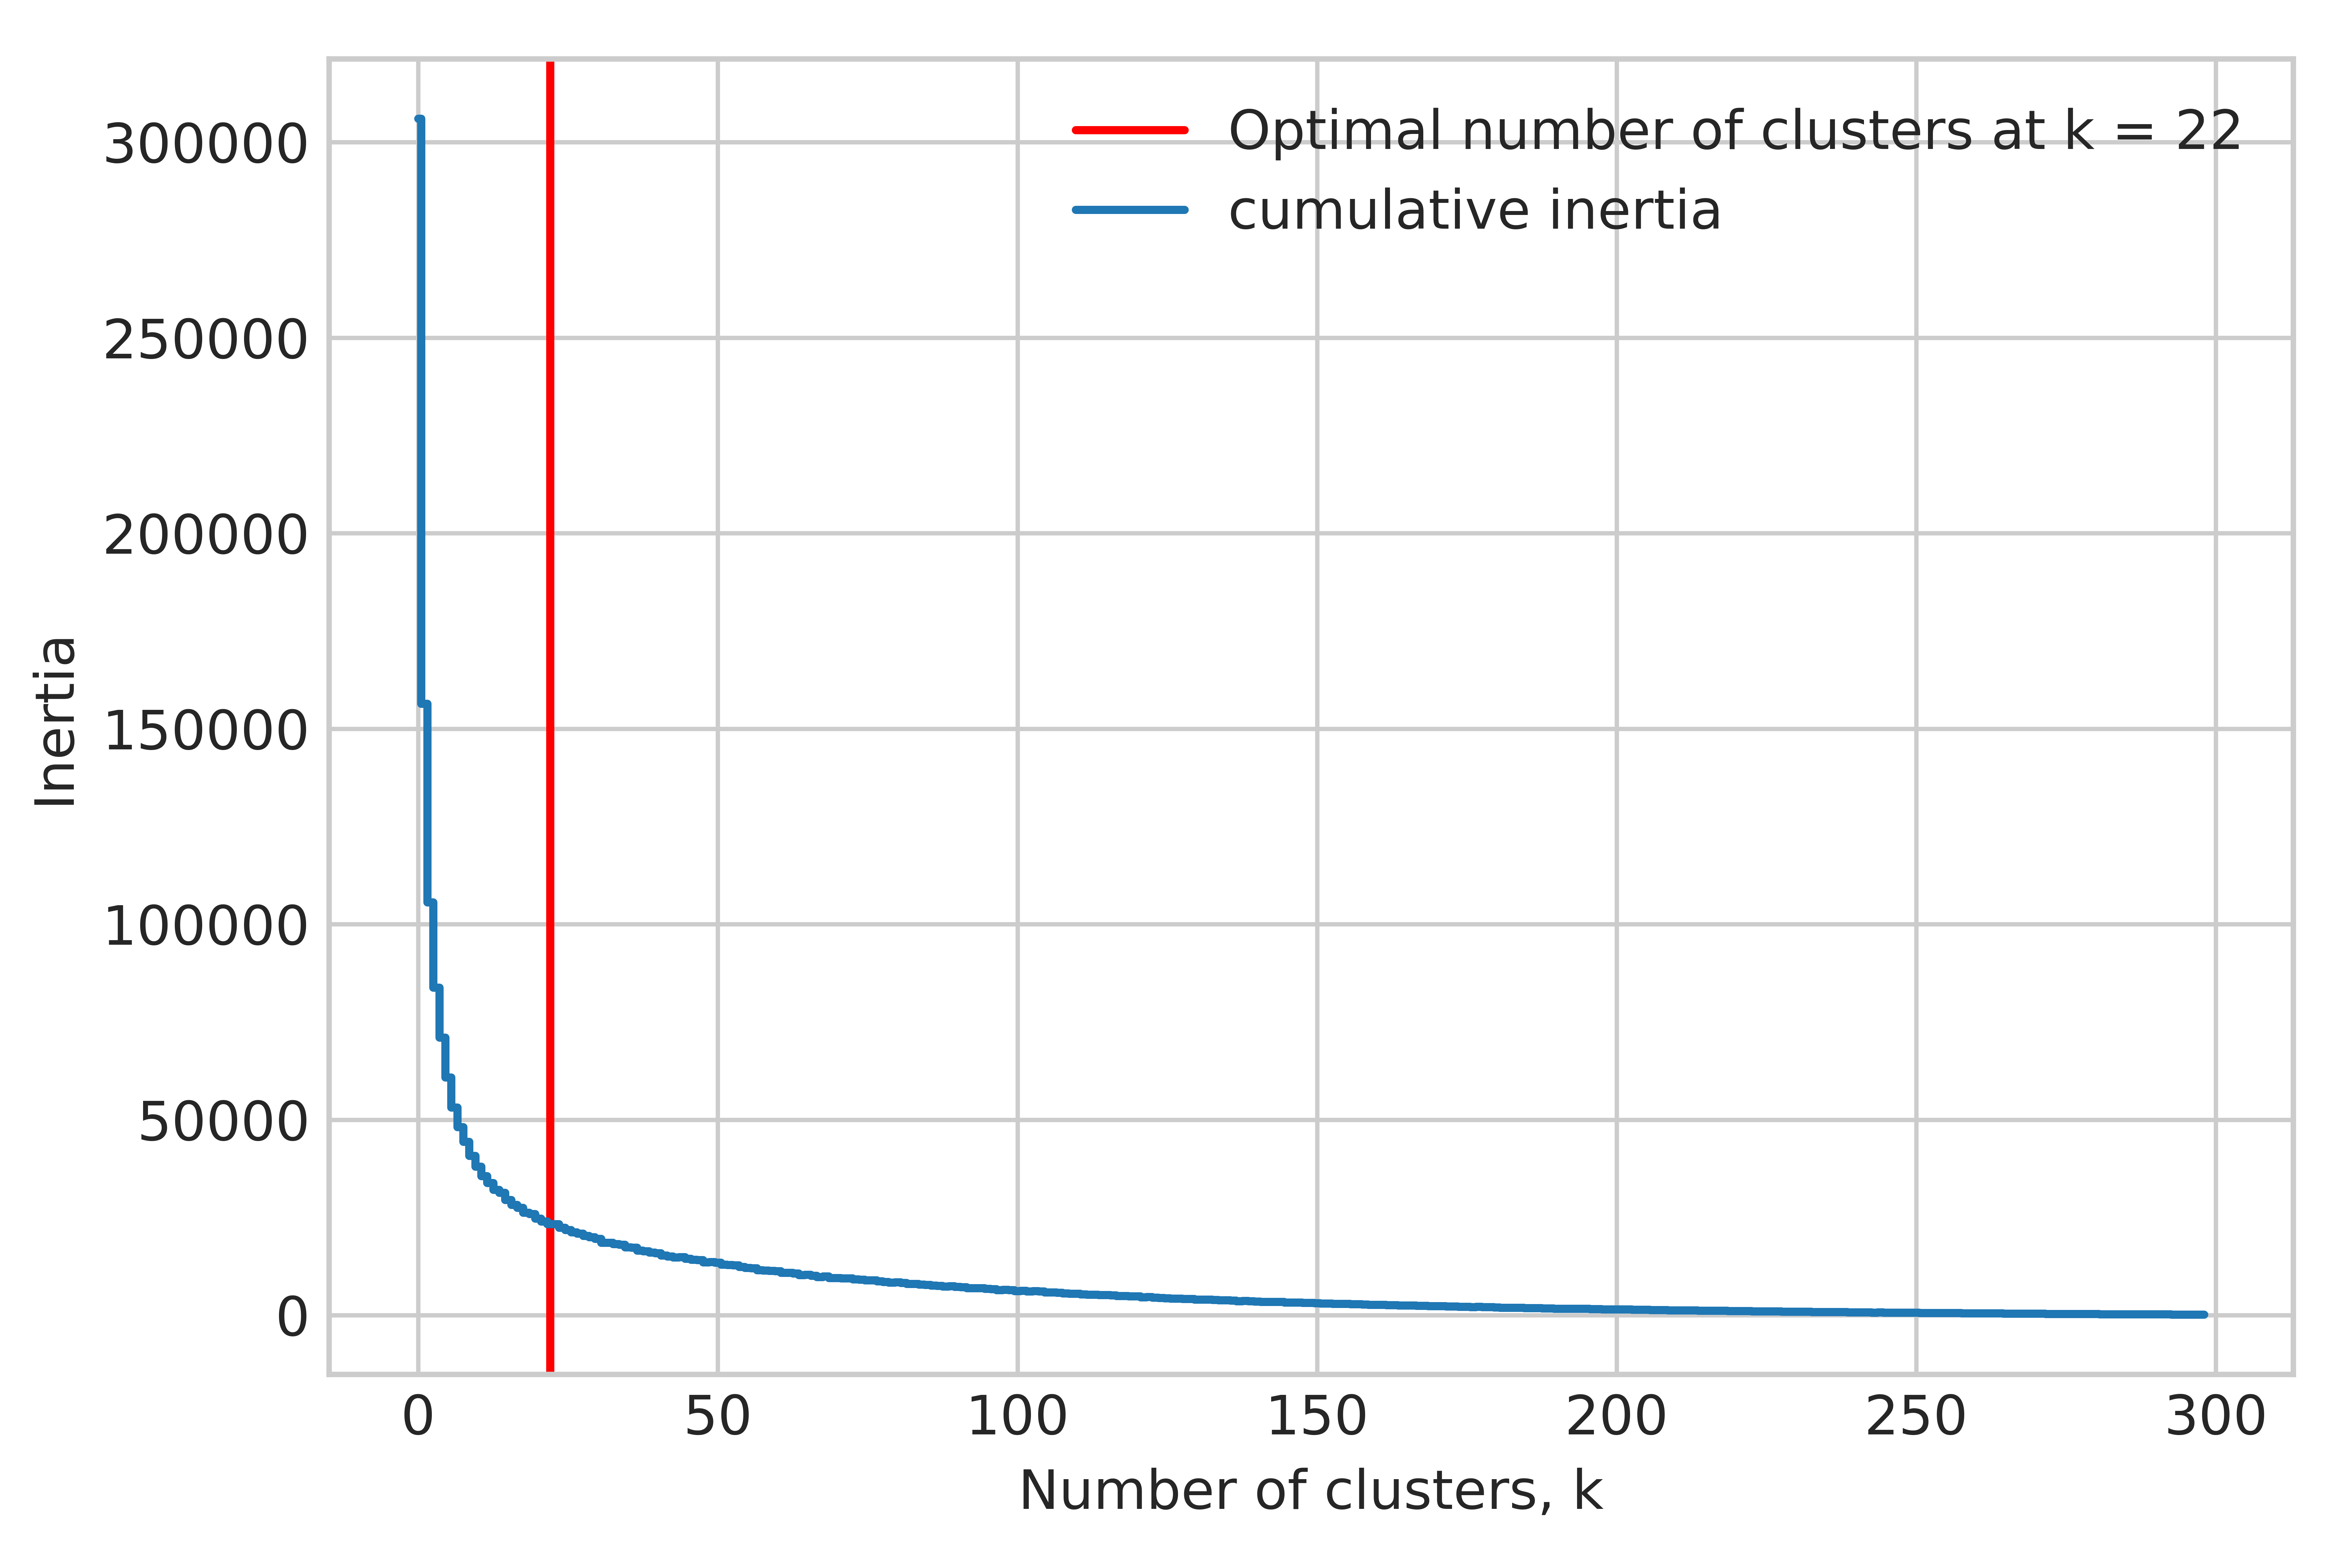 Optimal number of clusters at k = 22
cumulative inertia
300000
250000
200000
150000
100000
50000
0
Inertia
0 50 100 150 200 250 300
Number of clusters, k